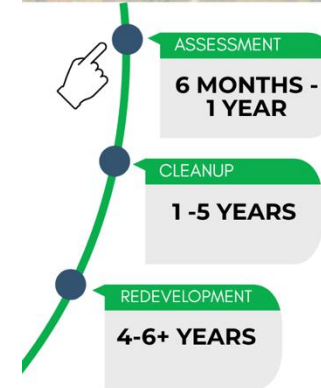 ASSESSMENT
6 MONTHS -
1 YEAR
CLEANUP
1 -5 YEARS
REDEVELOPMENT
4-6+ YEARS